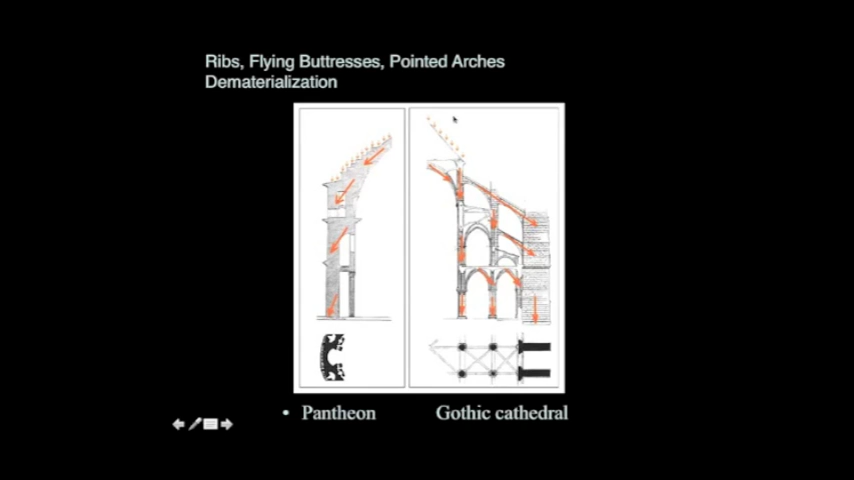 Ribs, Flying Buttresses, Pointed Arches
Dematerialization
• Pantheon
Gothic cathedral